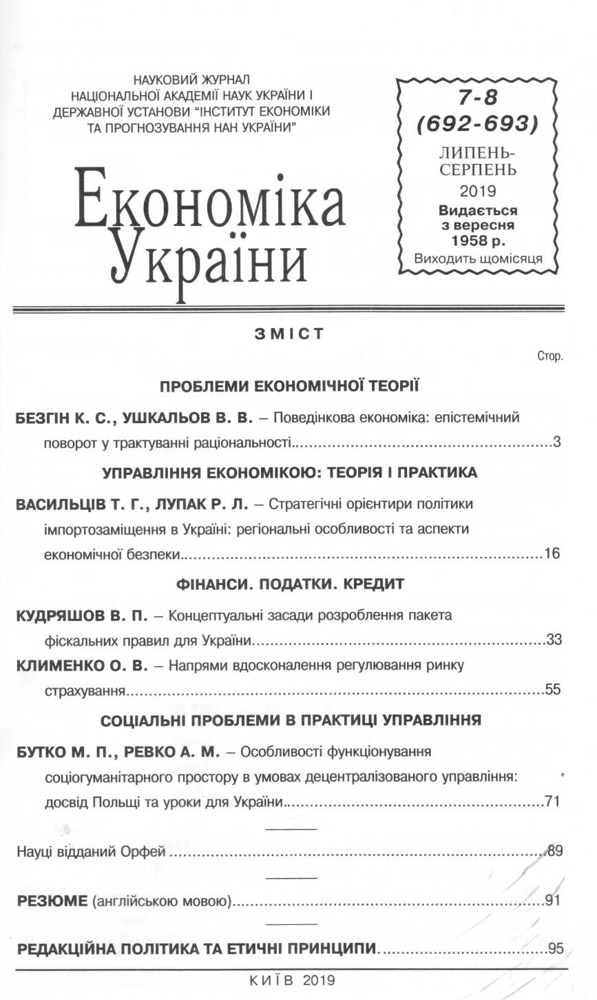 НАУКОВИЙ ЖУРНАЛ
НАЦІОНАЛЬНОЇ АКАДЕМІЇ НАУК УКРАЇНИ І
ДЕРЖАВНОЇ УСТАНОВИ “ІНСТИТУТ ЕКОНОМІКИ
ТА ПРОГНОЗУВАННЯ НАН УКРАЇНИ”
Економіка
України
7-8
(692-693)
ЛИПЕНЬ-
СЕРПЕНЬ
2019
Видається
з вересня
1958 р.
Виходить щомісяця
ЗМІСТ
Стор.
ПРОБЛЕМИ ЕКОНОМІЧНОЇ ТЕОРІЇ
БЕЗГІН К. С., УШКАЛЬОВ В. В. – Поведінкова економіка: епістемічний
поворот у трактуванні раціональності.....3
УПРАВЛІННЯ ЕКОНОМІКОЮ: ТЕОРІЯ І ПРАКТИКА
ВАСИЛЬЦІВ Т. Г., ЛУПАК Р. Л. – Стратегічні орієнтири політики
імпортозаміщення в Україні: регіональні особливості та аспекти
економічної безпеки.....16
ФІНАНСИ. ПОДАТКИ. КРЕДИТ
КУДРЯШОВ В. П. – Концептуальні засади розроблення пакета
фіскальних правил для України.....33
КЛИМЕНКО О. В. – Напрями вдосконалення регулювання ринку
страхування.....55
СОЦІАЛЬНІ ПРОБЛЕМИ В ПРАКТИЦІ УПРАВЛІННЯ
БУТКО М. П., РЕВКО А. М. – Особливості функціонування
соціогуманітарного простору в умовах децентралізованого управління:
досвід Польщі та уроки для України.....71
Науці відданий Орфей.....89
РЕЗЮМЕ (англійською мовою).....91
РЕДАКЦІЙНА ПОЛІТИКА ТА ЕТИЧНІ ПРИНЦИПИ.....95
КИЇВ 2019